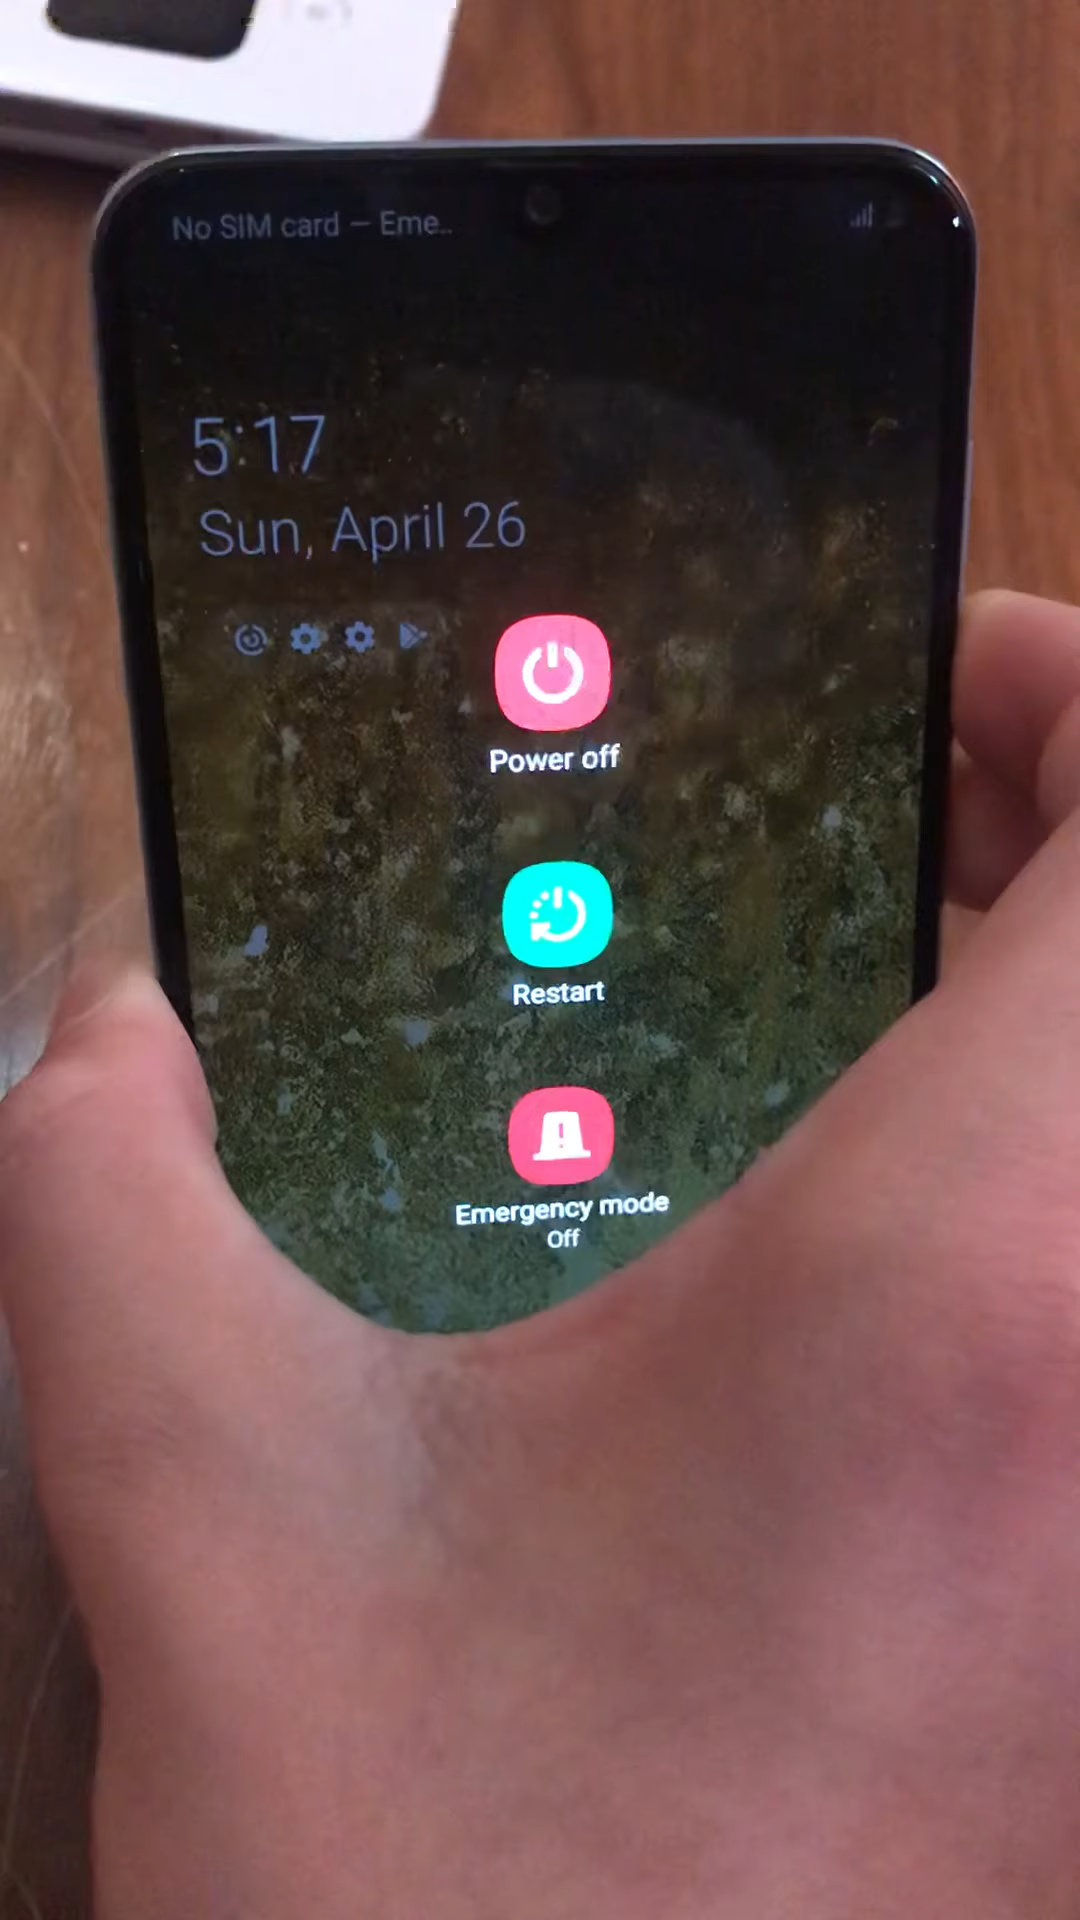 No SIM card – Eme..
5:17
Sun, April 26
Power off
Restart
Emergency mode
Off